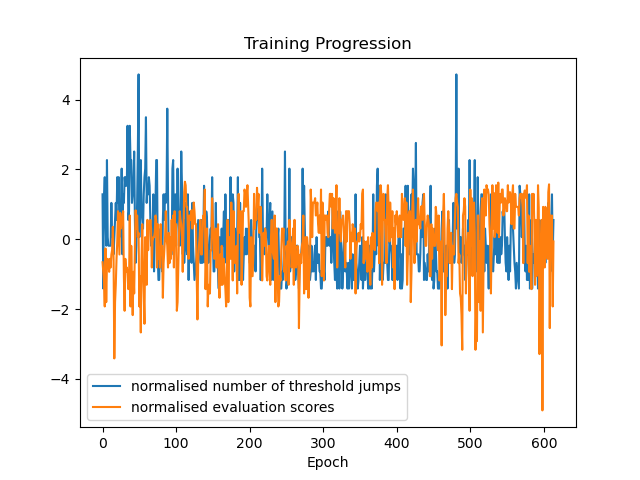 Training Progression
4
2
0
−2
−4
normalised number of threshold jumps
normalised evaluation scores
0 100 200 300 400 500 600
Epoch